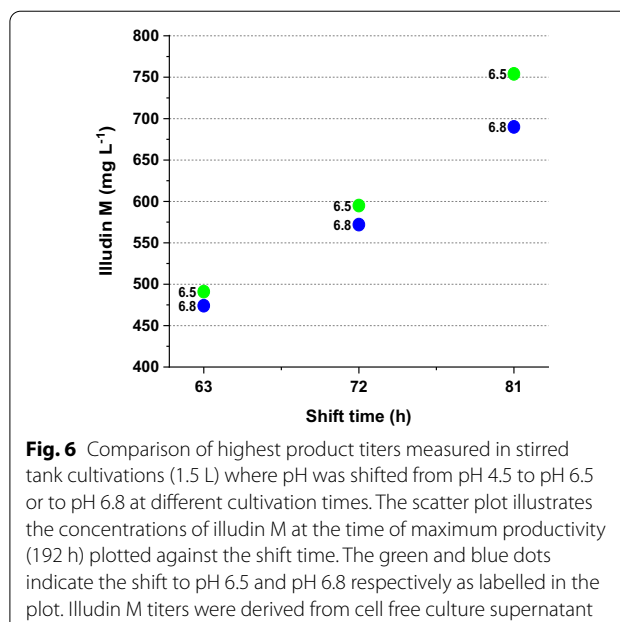 800
750
700
650
600
550
500
450
400
Illudin M (mg L⁻¹)
6.5
6.8
6.5
6.8
6.5
6.8
63
72
81
Shift time (h)
Fig. 6 Comparison of highest product titers measured in stirred
tank cultivations (1.5 L) where pH was shifted from pH 4.5 to pH 6.5
or to pH 6.8 at different cultivation times. The scatter plot illustrates
the concentrations of illudin M at the time of maximum productivity
(192 h) plotted against the shift time. The green and blue dots
indicate the shift to pH 6.5 and pH 6.8 respectively as labelled in the
plot. Illudin M titers were derived from cell free culture supernatant